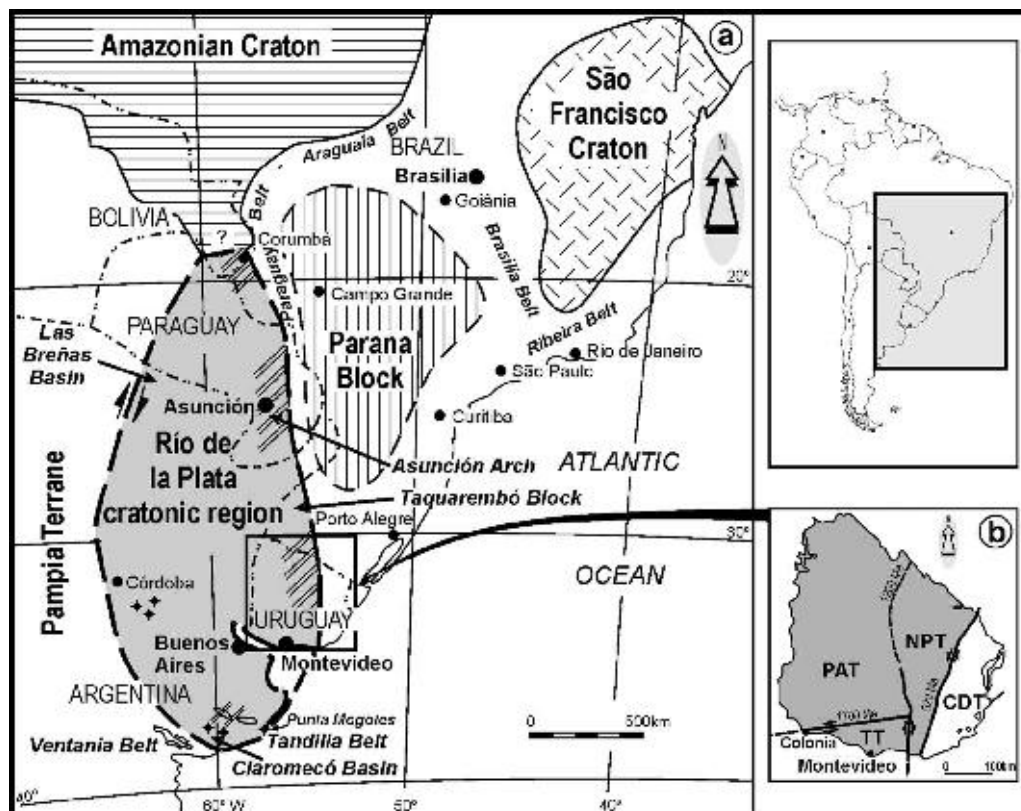 Amazonian Craton
a
São
Francisco
Craton
N
Araguaia Belt
BRAZIL
Brasilia
Goiânia
BOLIVIA
?
Corumba
Paraguay Belt
Brasilia Belt
20°
Campo Grande
PARAGUAY
Las
Breñas
Basin
Parana
Block
Ribeira Belt
Rio de Janeiro
São Paulo
Asunción
Curitiba
Río de
la Plata
cratonic region
Asunción Arch
ATLANTIC
Taquarembó Block
Porto Alegre
30°
Pampia Terrane
OCEAN
Córdoba
URUGUAY
Buenos
Aires
Montevideo
ARGENTINA
Punta Mogotes
0 500km
Ventania Belt
Tandilia Belt
Claromecó Basin
40°
60° W
50°
40°
b
NPT
PAT
CDT
TT
Colonia
Montevideo
0 100km